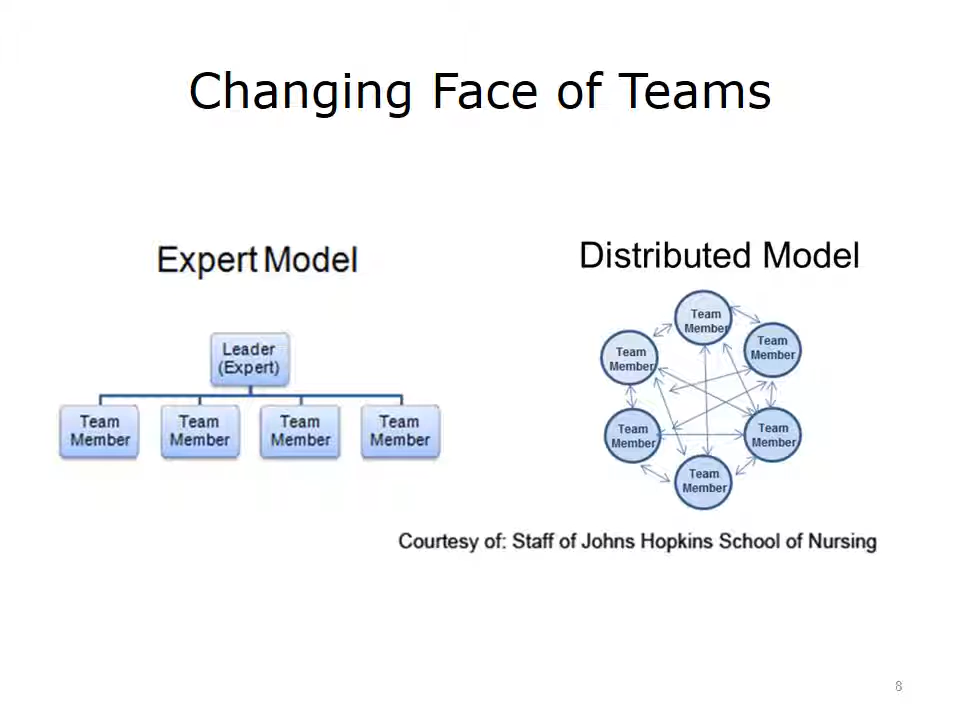 Changing Face of Teams
Expert Model
Leader
(Expert)
Team
Member
Team
Member
Team
Member
Team
Member
Distributed Model
Team
Member
Team
Member
Team
Member
Team
Member
Team
Member
Team
Member
Courtesy of: Staff of Johns Hopkins School of Nursing
8